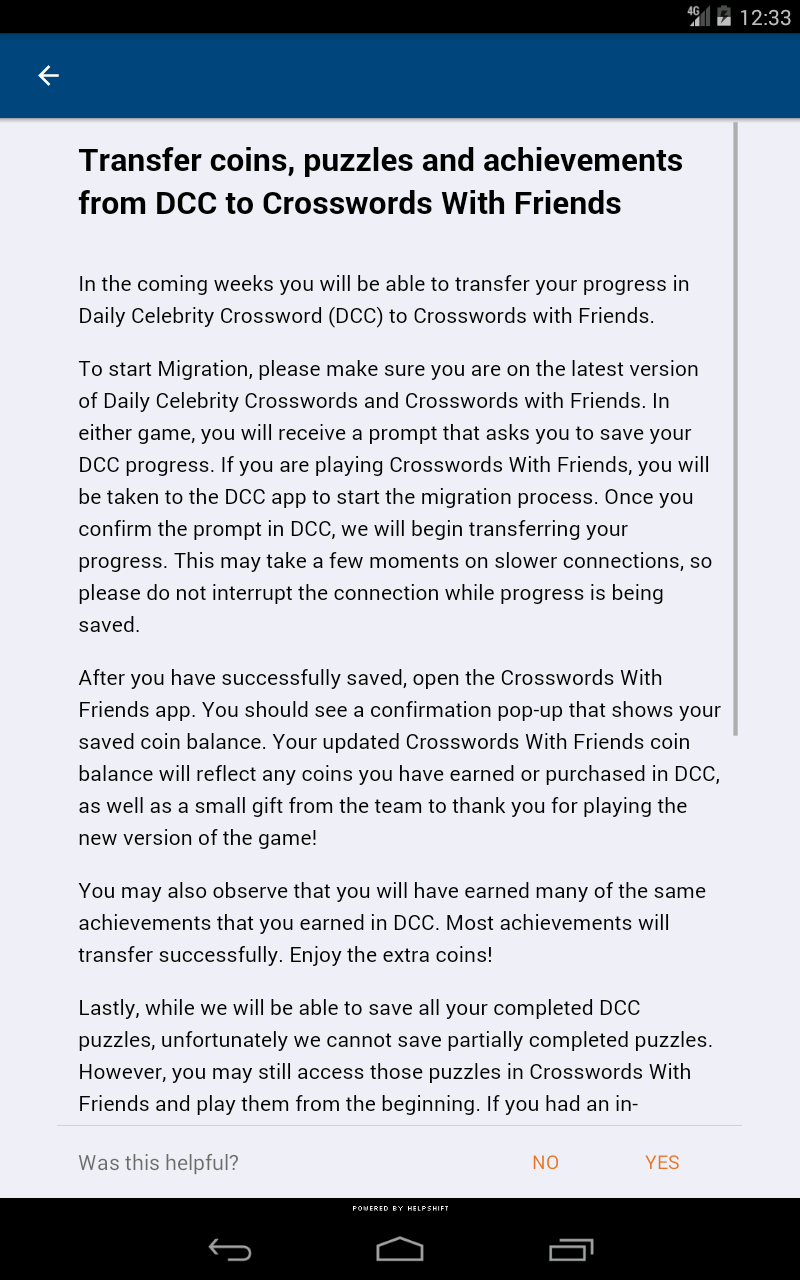 4G
12:33
Transfer coins, puzzles and achievements
from DCC to Crosswords With Friends
In the coming weeks you will be able to transfer your progress in
Daily Celebrity Crossword (DCC) to Crosswords with Friends.
To start Migration, please make sure you are on the latest version
of Daily Celebrity Crosswords and Crosswords with Friends. In
either game, you will receive a prompt that asks you to save your
DCC progress. If you are playing Crosswords With Friends, you will
be taken to the DCC app to start the migration process. Once you
confirm the prompt in DCC, we will begin transferring your
progress. This may take a few moments on slower connections, so
please do not interrupt the connection while progress is being
saved.
After you have successfully saved, open the Crosswords With
Friends app. You should see a confirmation pop-up that shows your
saved coin balance. Your updated Crosswords With Friends coin
balance will reflect any coins you have earned or purchased in DCC,
as well as a small gift from the team to thank you for playing the
new version of the game!
You may also observe that you will have earned many of the same
achievements that you earned in DCC. Most achievements will
transfer successfully. Enjoy the extra coins!
Lastly, while we will be able to save all your completed DCC
puzzles, unfortunately we cannot save partially completed puzzles.
However, you may still access those puzzles in Crosswords With
Friends and play them from the beginning. If you had an in-
Was this helpful?
NO
YES
POWERED BY HELPSHIFT